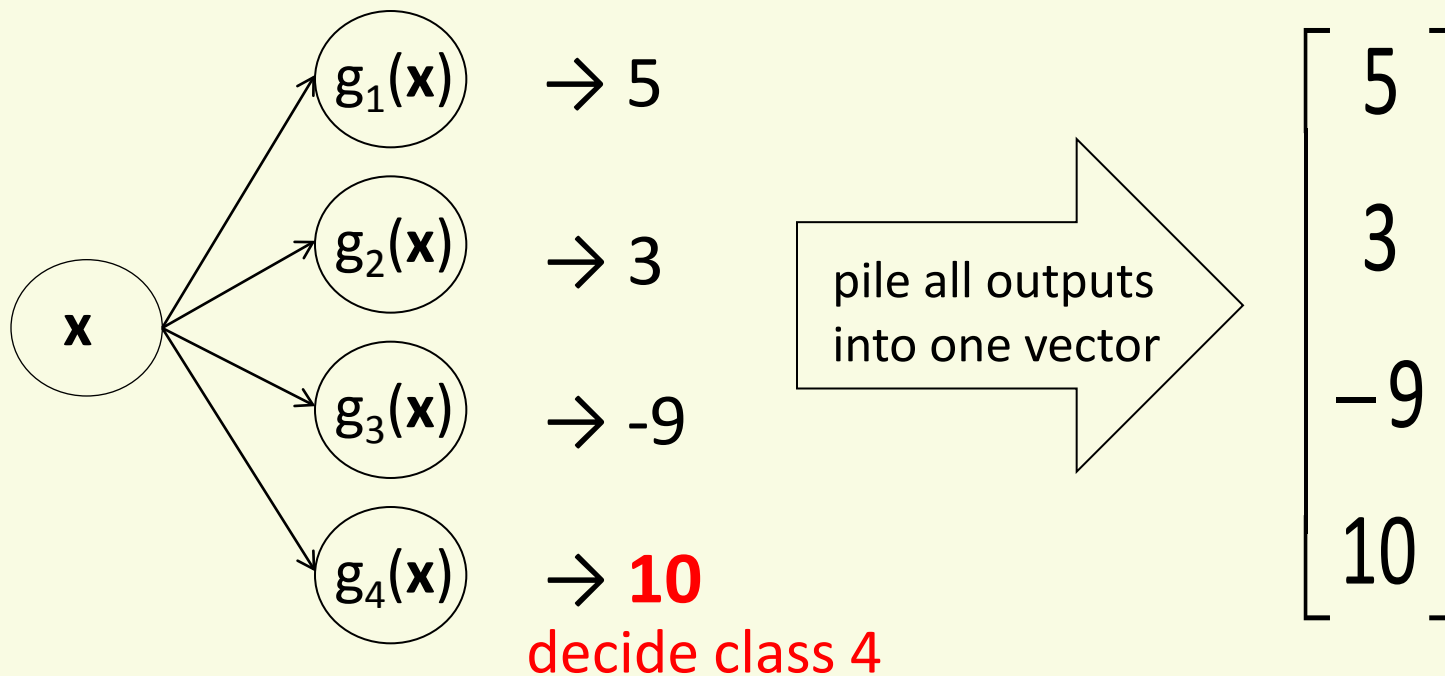 x
g₁(x) → 5
g₂(x) → 3
g₃(x) → -9
g₄(x) → 10
decide class 4
pile all outputs
into one vector
5
3
−9
10